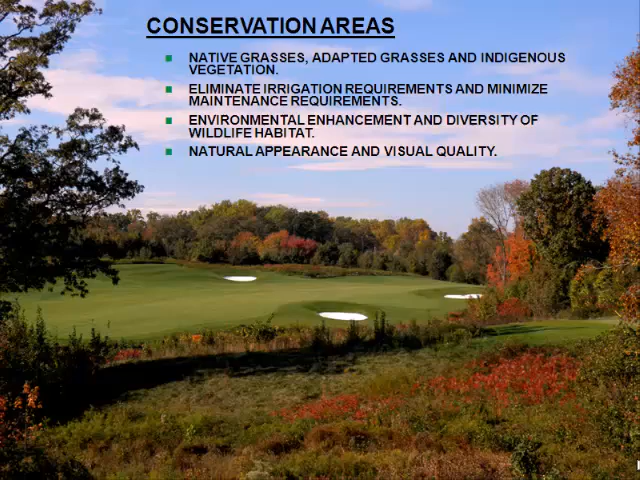 CONSERVATION AREAS
NATIVE GRASSES, ADAPTED GRASSES AND INDIGENOUS
VEGETATION.
ELIMINATE IRRIGATION REQUIREMENTS AND MINIMIZE
MAINTENANCE REQUIREMENTS.
ENVIRONMENTAL ENHANCEMENT AND DIVERSITY OF
WILDLIFE HABITAT.
NATURAL APPEARANCE AND VISUAL QUALITY.